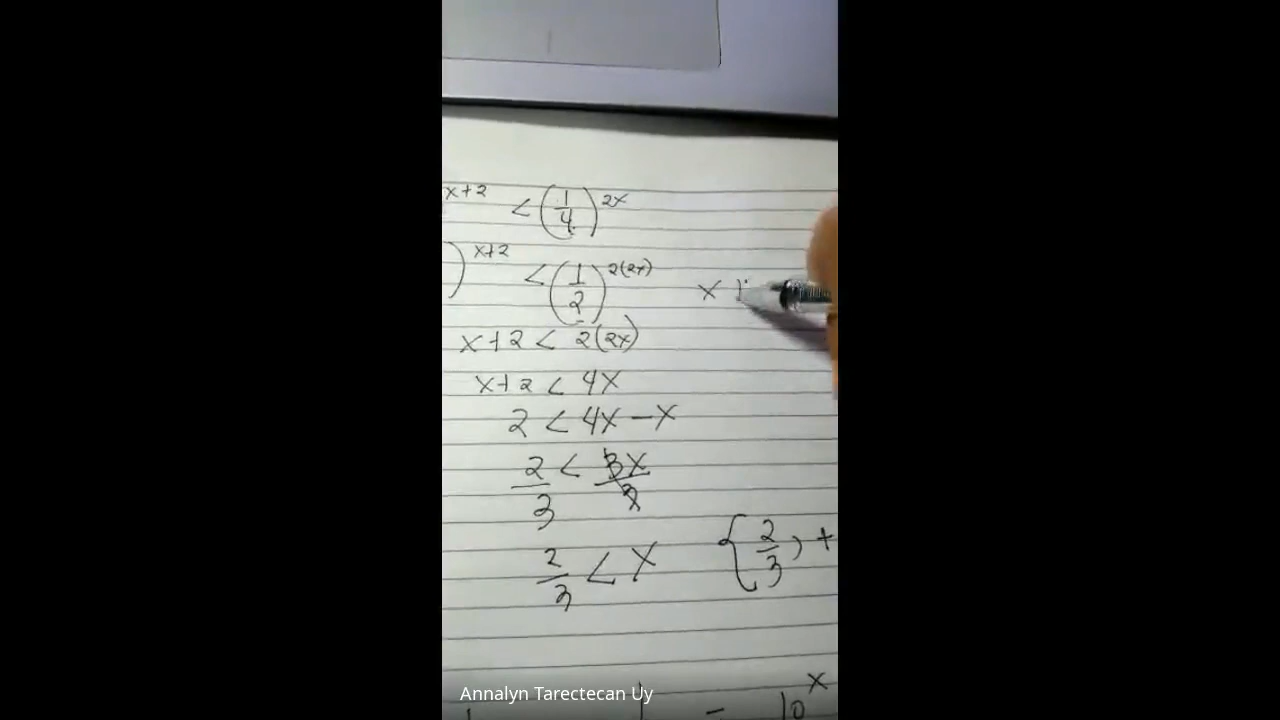 x+2 < (1/4)^2x
)^x+2 < (1/2)^2(2x)
x
x+2 < 2(2x)
x+2 < 4x
2 < 4x - x
2/3 < 3x/3
2/3 < x { 2/3, +
= 10^x
Annalyn Tarectecan Uy